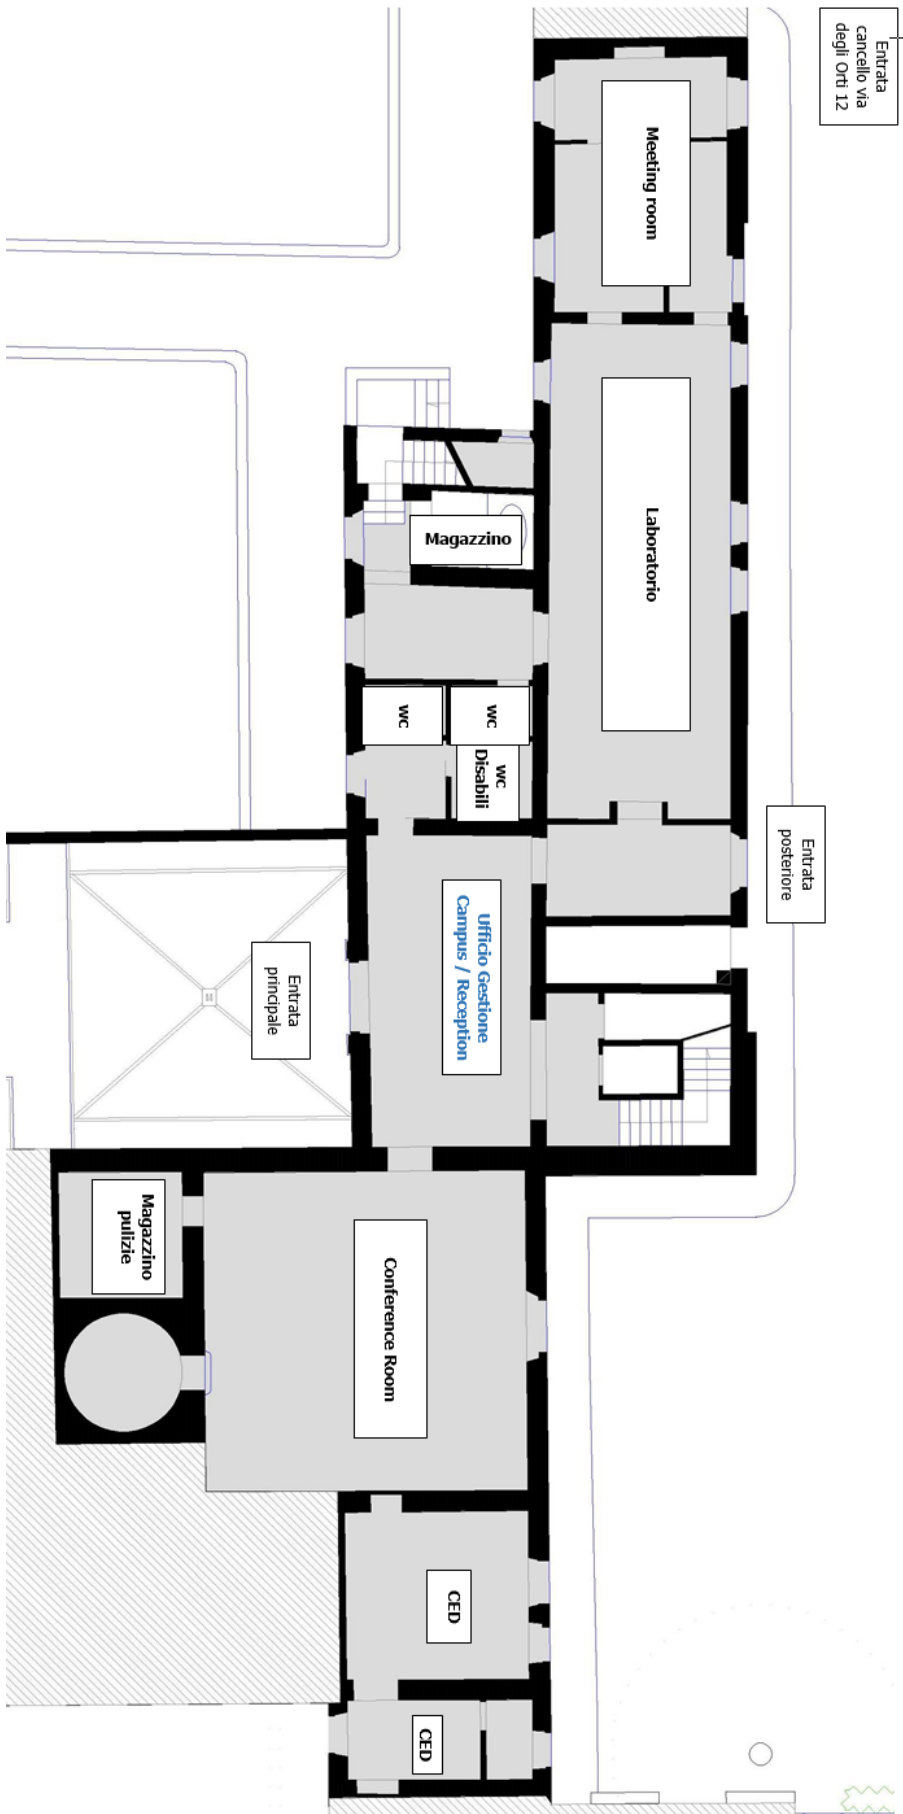 Entrata
cancello via
degli Orti 12
Meeting room
Laboratorio
Magazzino
wc
wc
wc
Disabili
Entrata
posteriore
Ufficio Gestione
Campus / Reception
Entrata
principale
Magazzino
pulizie
Conference Room
CED
CED